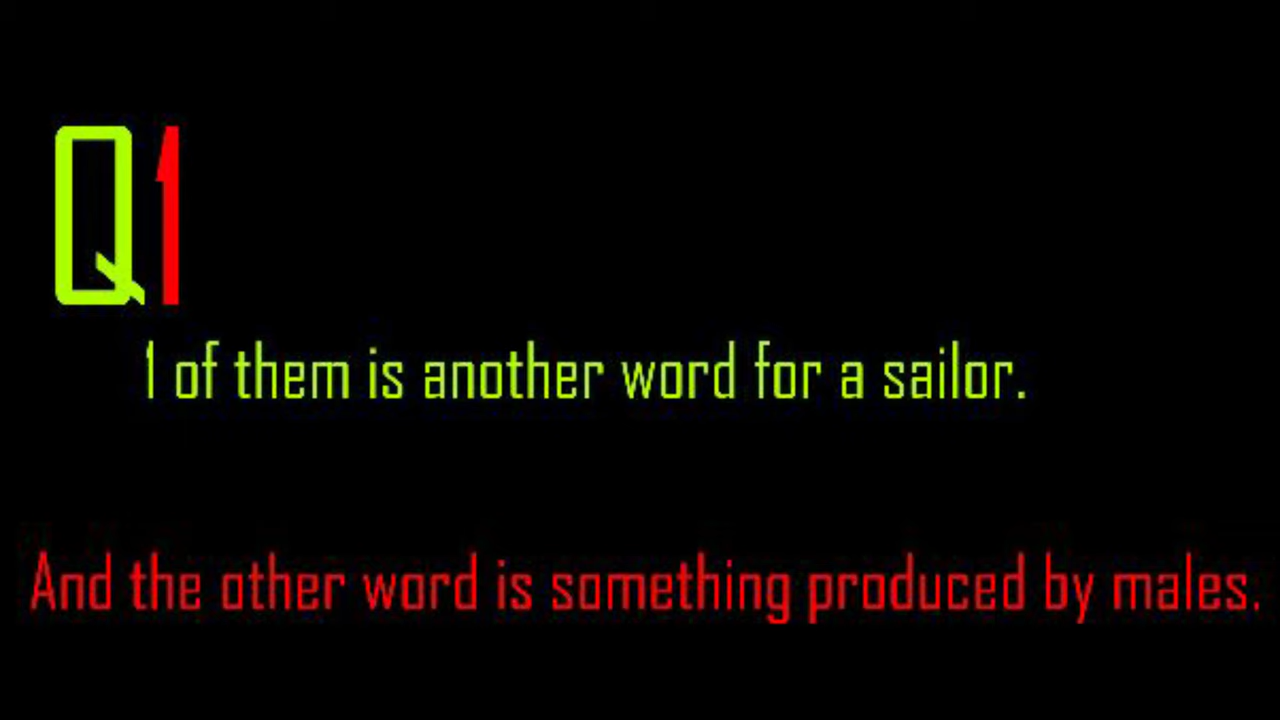 Q1
1 of them is another word for a sailor.
And the other word is something produced by males.